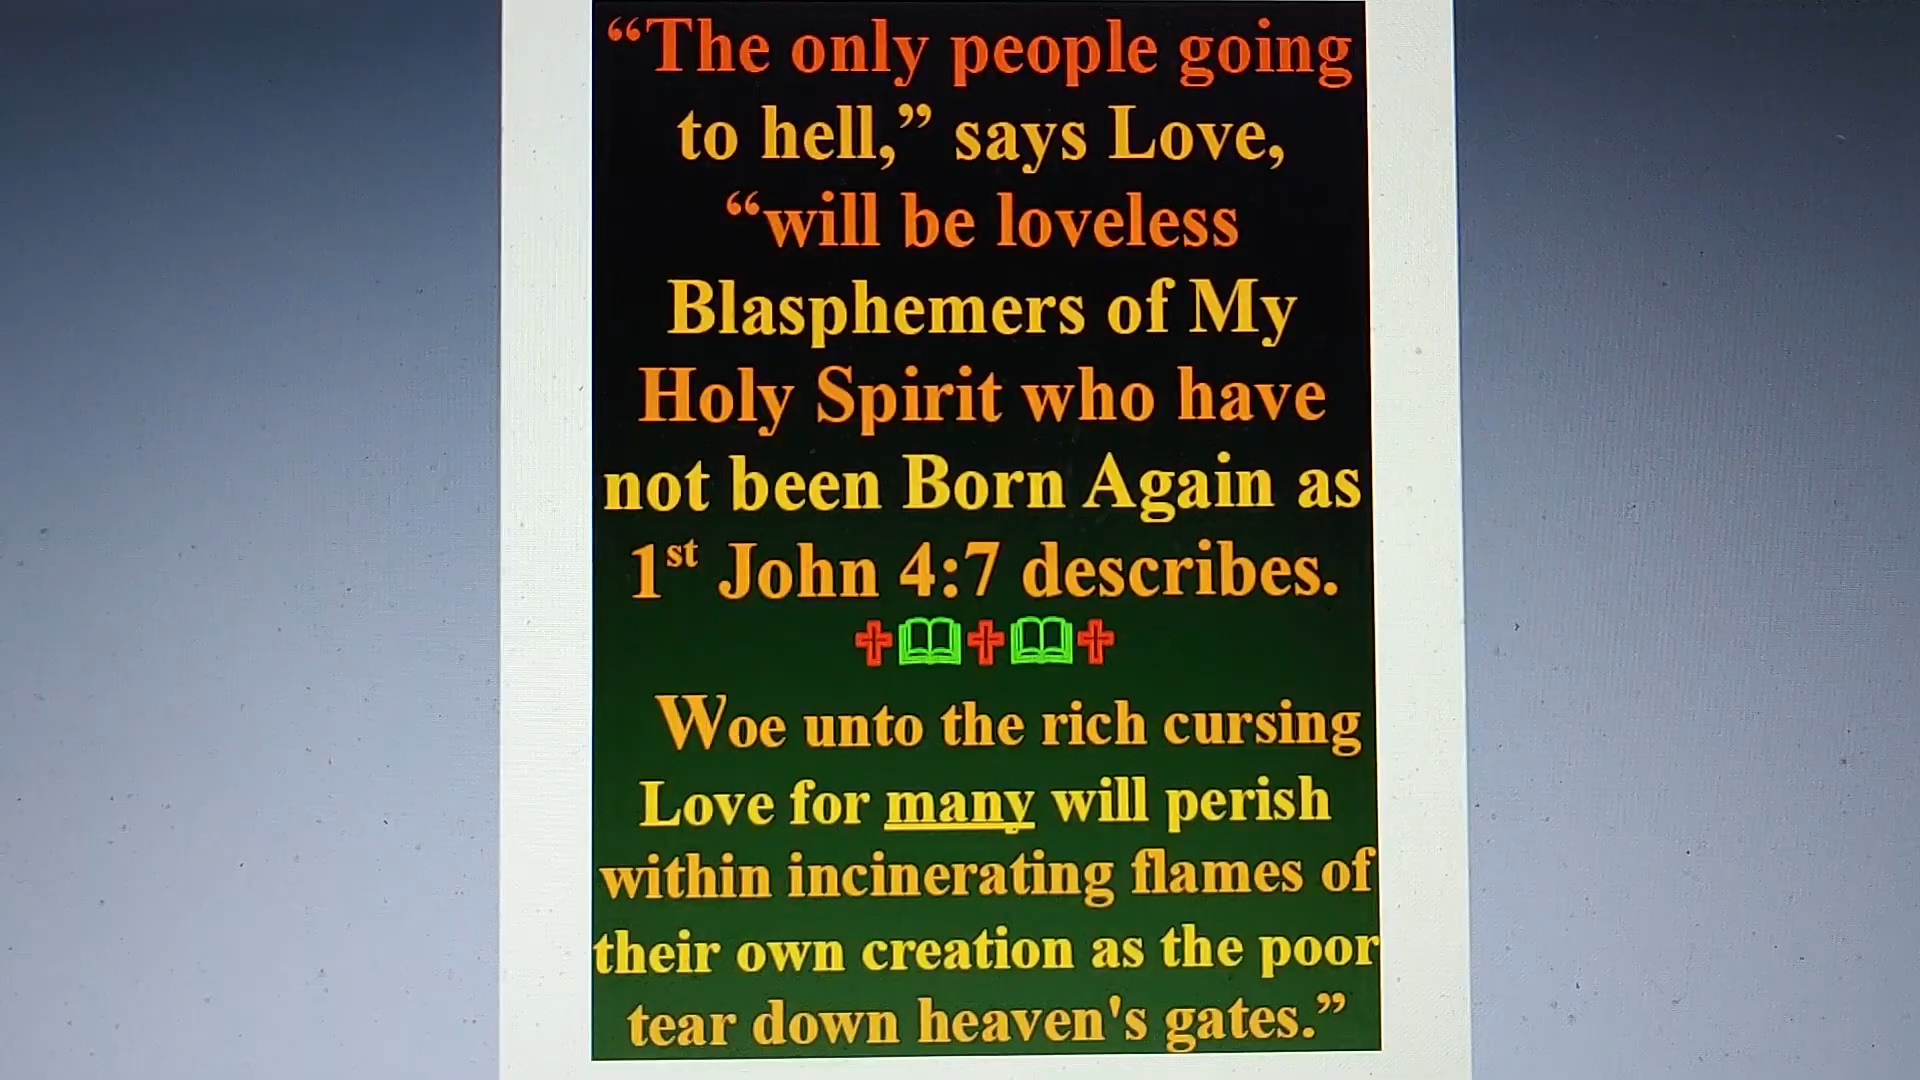 “The only people going
to hell,” says Love,
“will be loveless
Blasphemers of My
Holy Spirit who have
not been Born Again as
1st John 4:7 describes.
✝📖✝📖✝
Woe unto the rich cursing
Love for many will perish
within incinerating flames of
their own creation as the poor
tear down heaven's gates.”